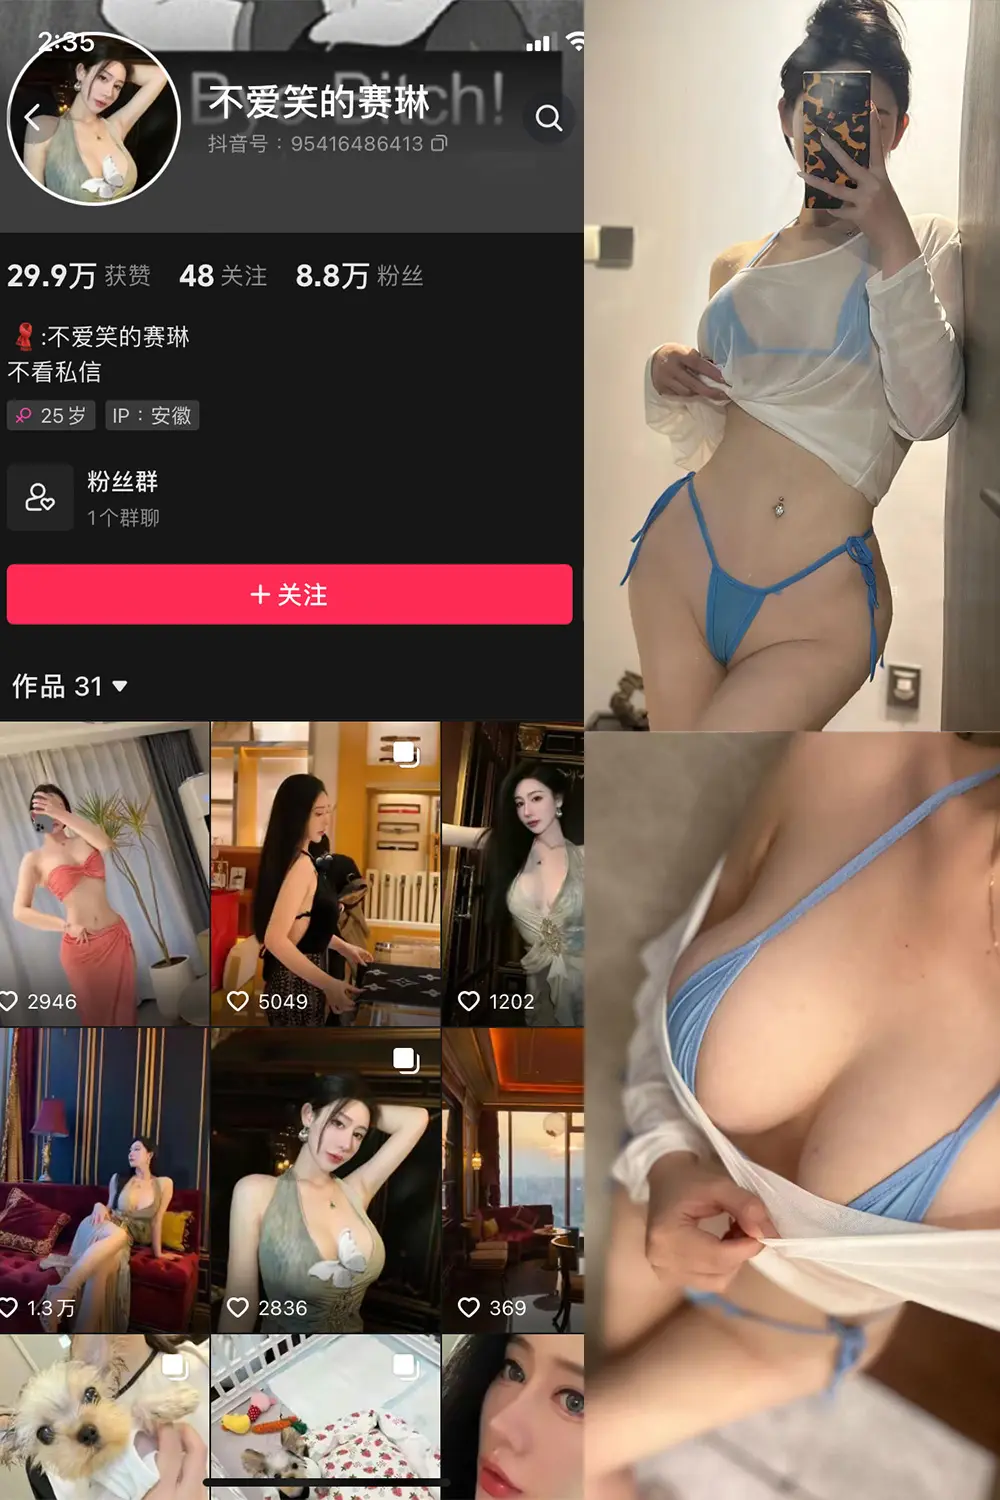 2:35
Bye Bitch!
不爱笑的赛琳
抖音号：95416486413
29.9万 获赞 48 关注 8.8万 粉丝
:不爱笑的赛琳
不看私信
25岁 IP：安徽
粉丝群
1个群聊
+ 关注
作品 31
2946 5049 1202
1.3万 2836 369